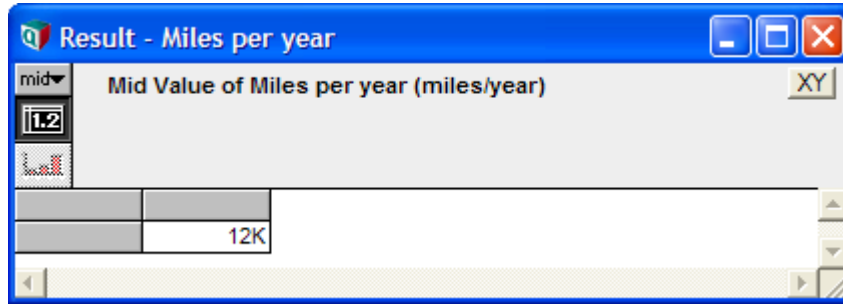 Result - Miles per year
mid
Mid Value of Miles per year (miles/year)
XY
1.2
12K